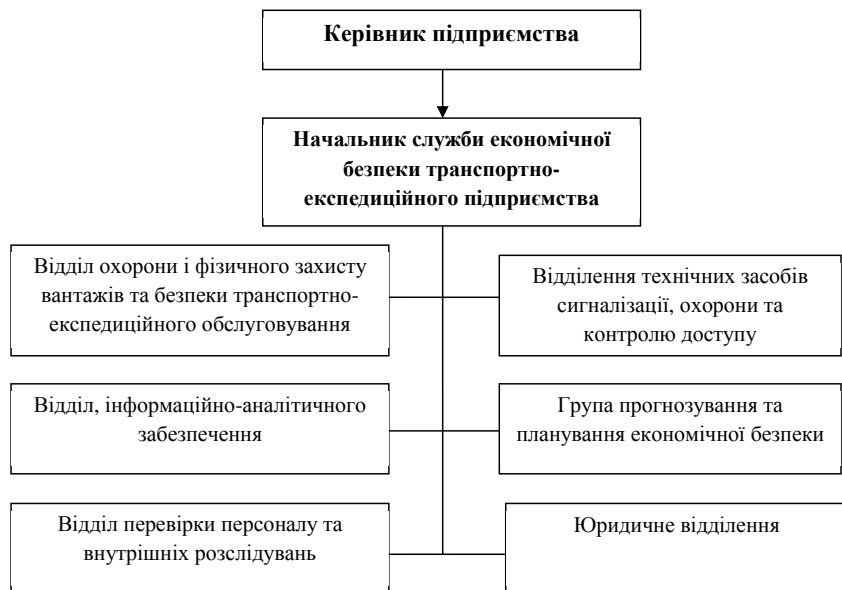 Керівник підприємства
Начальник служби економічної
безпеки транспортно-
експедиційного підприємства
Відділ охорони і фізичного захисту
вантажів та безпеки транспортно-
експедиційного обслуговування
Відділення технічних засобів
сигналізації, охорони та
контролю доступу
Відділ, інформаційно-аналітичного
забезпечення
Група прогнозування та
планування економічної безпеки
Відділ перевірки персоналу та
внутрішніх розслідувань
Юридичне відділення